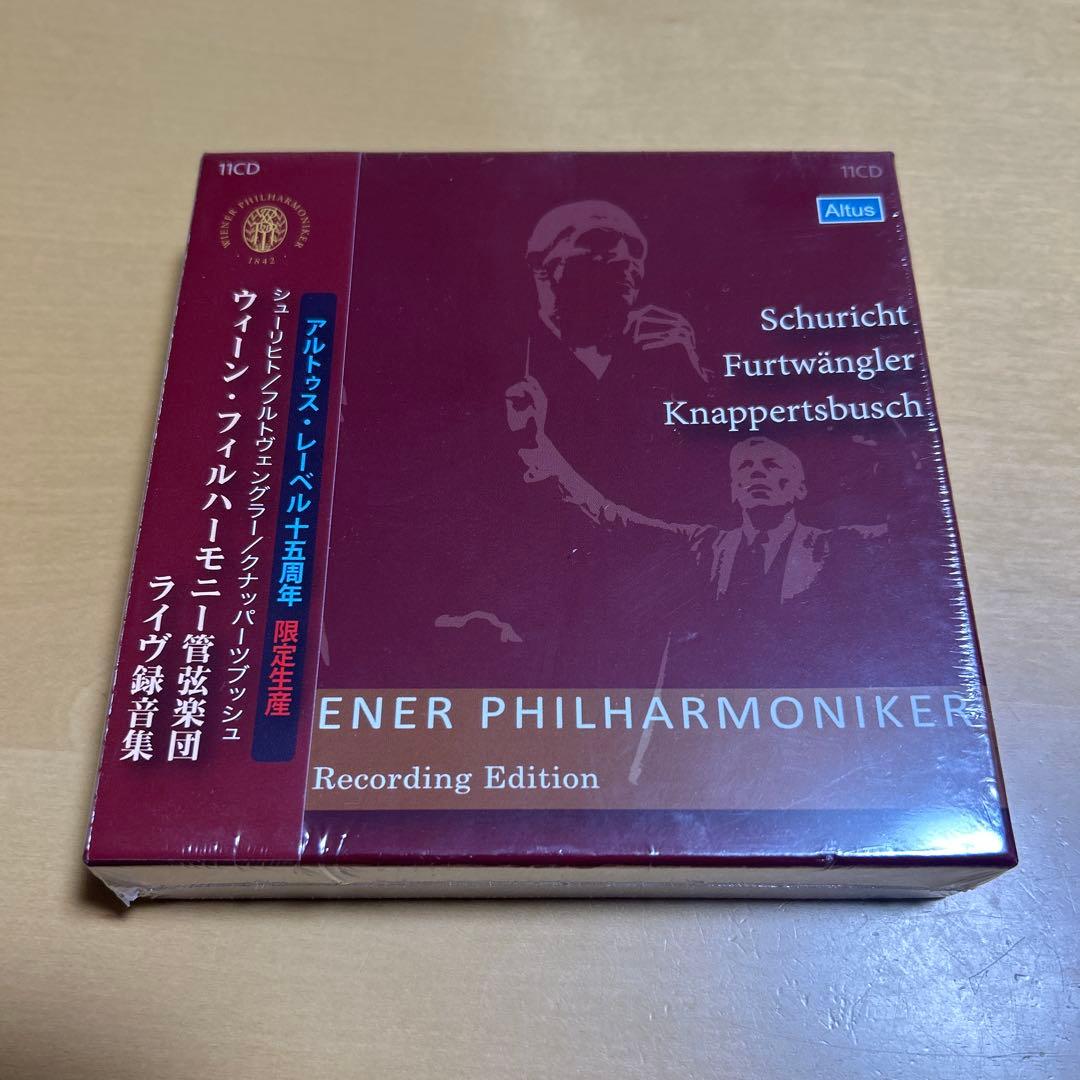 11CD
WIENER PHILHARMONIKER
1842
アルトゥス・レーベル十五周年 限定生産
シューリヒト/フルトヴェングラー/クナッパーツブッシュ
ウィーン・フィルハーモニー管弦楽団
ライヴ録音集
11CD
Altus
Schuricht
Furtwängler
Knappertsbusch
ENER PHILHARMONIKER
Recording Edition